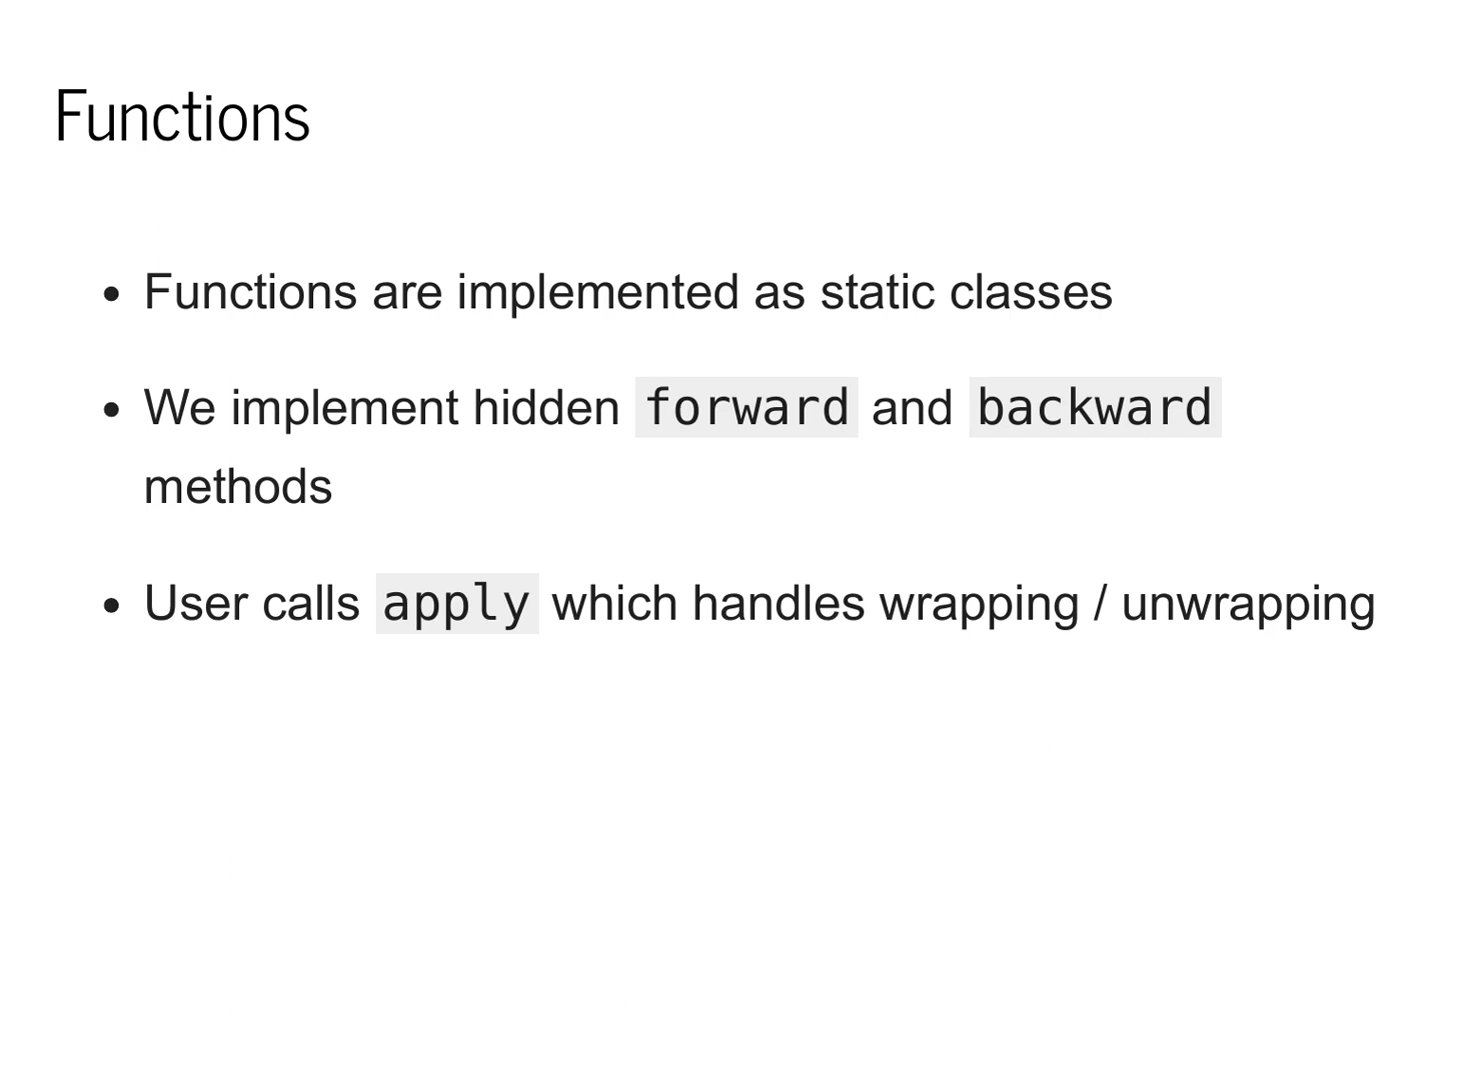 Functions
• Functions are implemented as static classes
• We implement hidden forward and backward
methods
• User calls apply which handles wrapping / unwrapping